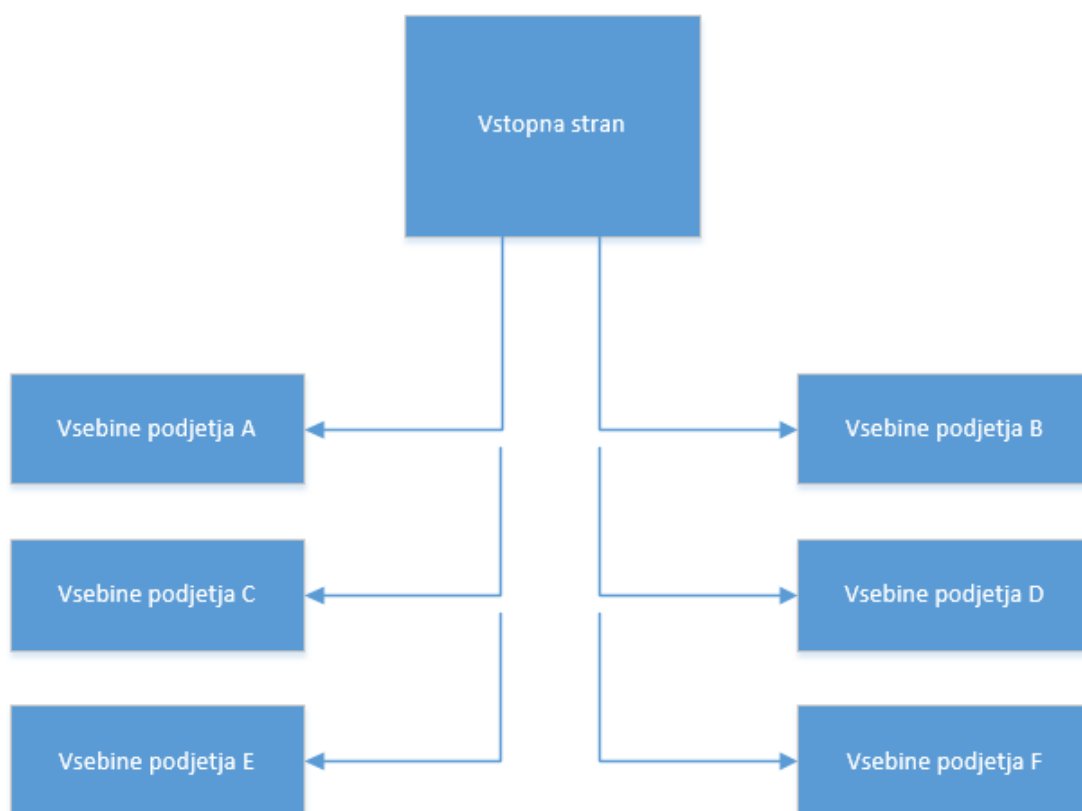 Vstopna stran
Vsebine podjetja A
Vsebine podjetja B
Vsebine podjetja C
Vsebine podjetja D
Vsebine podjetja E
Vsebine podjetja F